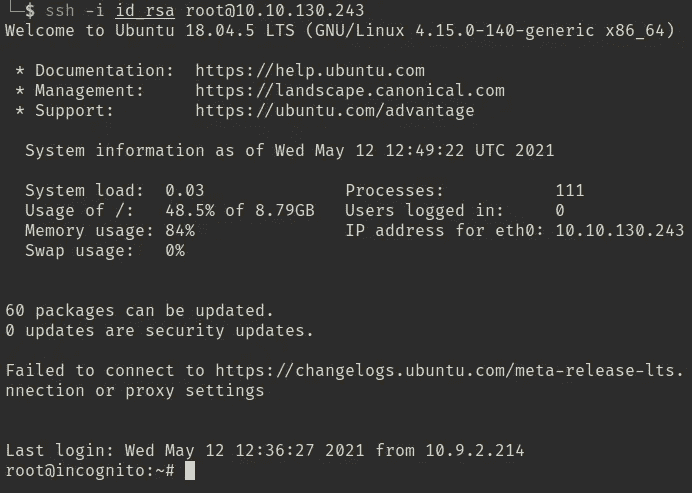 └─$ ssh -i id_rsa root@10.10.130.243
Welcome to Ubuntu 18.04.5 LTS (GNU/Linux 4.15.0-140-generic x86_64)
* Documentation:  https://help.ubuntu.com
* Management:     https://landscape.canonical.com
* Support:        https://ubuntu.com/advantage
System information as of Wed May 12 12:49:22 UTC 2021
System load:  0.03                Processes:           111
Usage of /:   48.5% of 8.79GB   Users logged in:     0
Memory usage: 84%                 IP address for eth0: 10.10.130.243
Swap usage:   0%
60 packages can be updated.
0 updates are security updates.
Failed to connect to https://changelogs.ubuntu.com/meta-release-lts.
nnection or proxy settings
Last login: Wed May 12 12:36:27 2021 from 10.9.2.214
root@incognito:~#